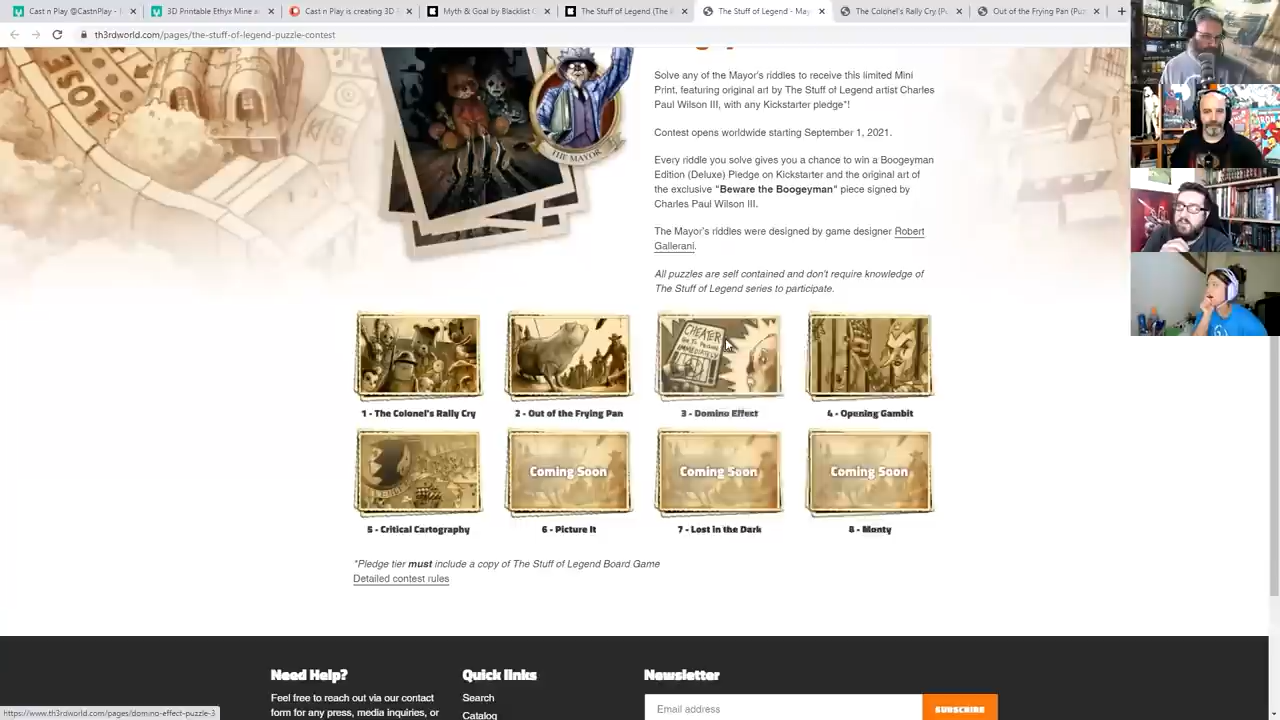 Cast n Play @CastnPlay - L
3D Printable Ethyx Mine an
Cast n Play is creating 3D P
Myth & Goal by Blacklist G
The Stuff of Legend (The B
The Stuff of Legend - May
The Colonel's Rally Cry (Pu
Out of the Frying Pan (Puzz
th3rdworld.com/pages/the-stuff-of-legend-puzzle-contest
LOSE
THE MAYOR
Solve any of the Mayor's riddles to receive this limited Mini
Print, featuring original art by The Stuff of Legend artist Charles
Paul Wilson III, with any Kickstarter pledge*!
Contest opens worldwide starting September 1, 2021.
Every riddle you solve gives you a chance to win a Boogeyman
Edition (Deluxe) Pledge on Kickstarter and the original art of
the exclusive "Beware the Boogeyman" piece signed by
Charles Paul Wilson III.
The Mayor's riddles were designed by game designer Robert
Gallerani.
All puzzles are self contained and don't require knowledge of
The Stuff of Legend series to participate.
CHEATER
GO TO PRISON
IMMEDIATELY
1 - The Colonel's Rally Cry
2 - Out of the Frying Pan
3 - Domino Effect
4 - Opening Gambit
Coming Soon
Coming Soon
Coming Soon
5 - Critical Cartography
6 - Picture It
7 - Lost in the Dark
8 - Monty
*Pledge tier must include a copy of The Stuff of Legend Board Game
Detailed contest rules
Need Help?
Quick links
Newsletter
Feel free to reach out via our contact
form for any press, media inquiries, or
Search
Catalog
Email address
SUBSCRIBE
https://www.th3rdworld.com/pages/domino-effect-puzzle-3